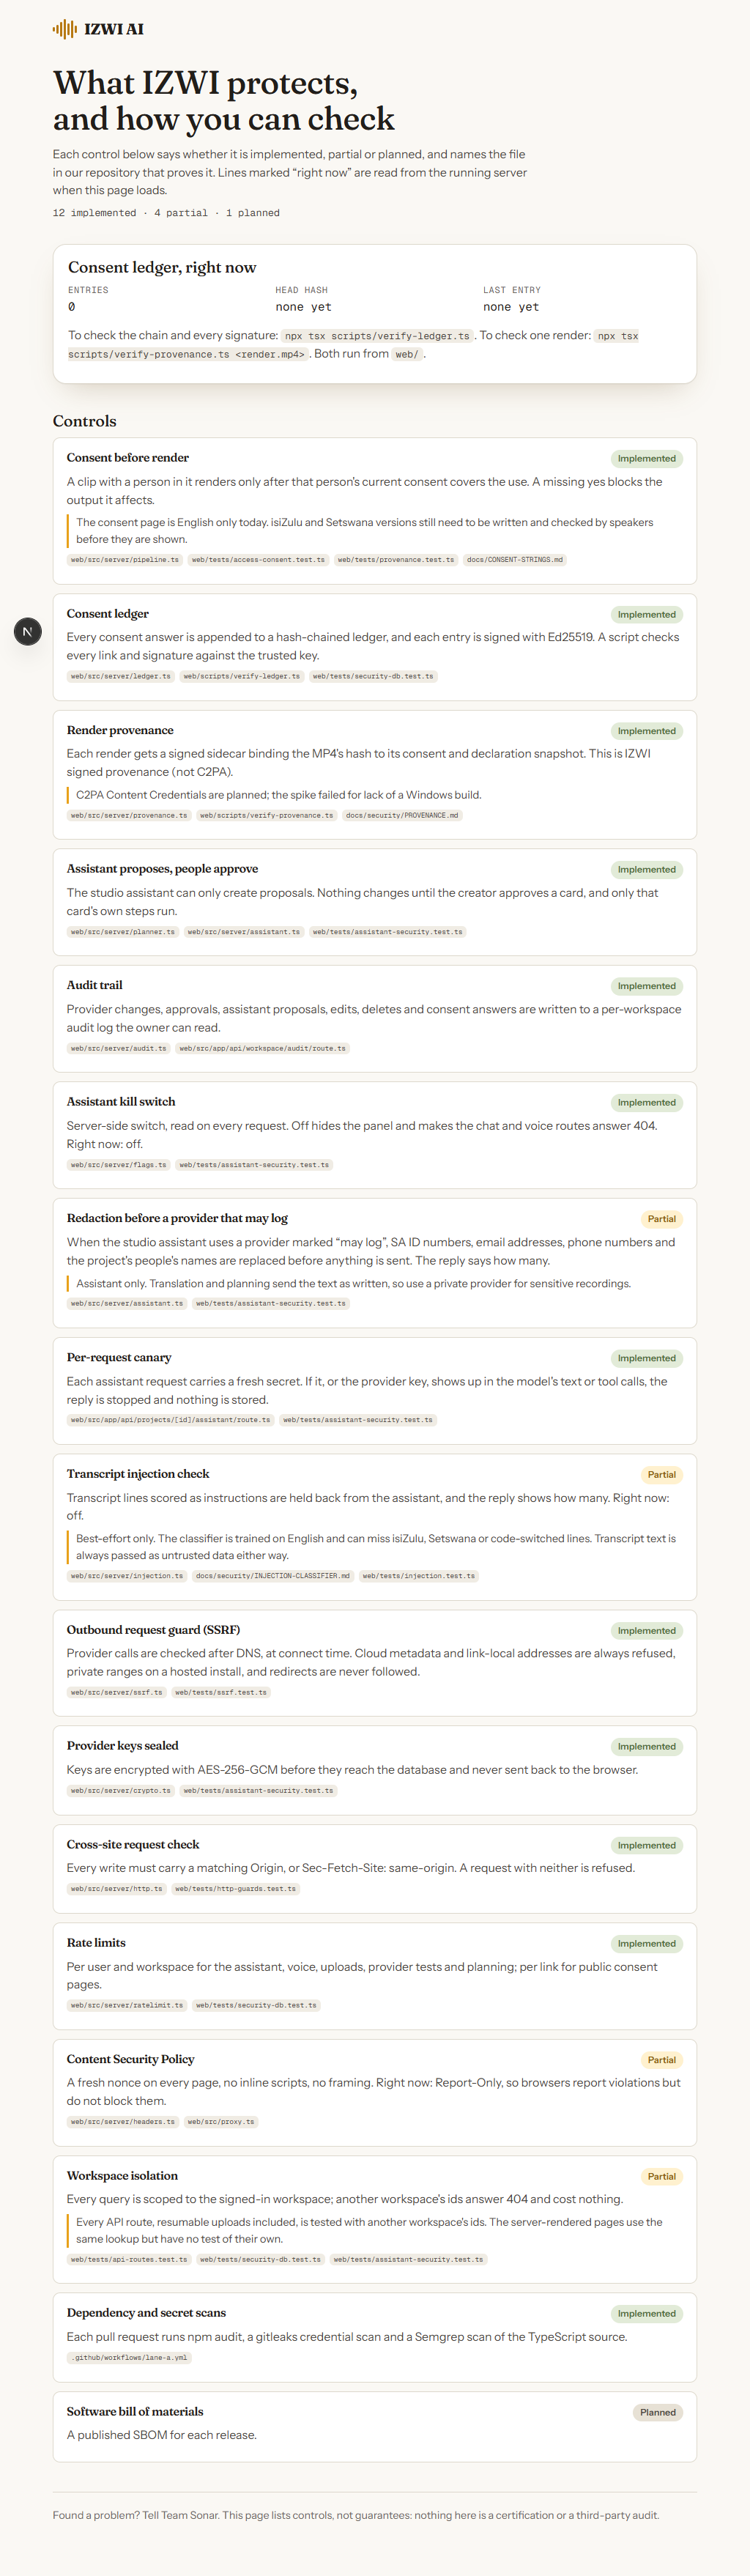 IZWI AI
What IZWI protects,
and how you can check
Each control below says whether it is implemented, partial or planned, and names the file
in our repository that proves it. Lines marked “right now” are read from the running server
when this page loads.
12 implemented · 4 partial · 1 planned
Consent ledger, right now
ENTRIES HEAD HASH LAST ENTRY
0 none yet none yet
To check the chain and every signature: npx tsx scripts/verify-ledger.ts. To check one render: npx tsx
scripts/verify-provenance.ts <render.mp4>. Both run from web/.
Controls
Consent before render Implemented
A clip with a person in it renders only after that person's current consent covers the use. A missing yes blocks the
output it affects.
The consent page is English only today. isiZulu and Setswana versions still need to be written and checked by speakers
before they are shown.
web/src/server/pipeline.ts web/tests/access-consent.test.ts web/tests/provenance.test.ts docs/CONSENT-STRINGS.md
N
Consent ledger Implemented
Every consent answer is appended to a hash-chained ledger, and each entry is signed with Ed25519. A script checks
every link and signature against the trusted key.
web/src/server/ledger.ts web/scripts/verify-ledger.ts web/tests/security-db.test.ts
Render provenance Implemented
Each render gets a signed sidecar binding the MP4's hash to its consent and declaration snapshot. This is IZWI
signed provenance (not C2PA).
C2PA Content Credentials are planned; the spike failed for lack of a Windows build.
web/src/server/provenance.ts web/scripts/verify-provenance.ts docs/security/PROVENANCE.md
Assistant proposes, people approve Implemented
The studio assistant can only create proposals. Nothing changes until the creator approves a card, and only that
card's own steps run.
web/src/server/planner.ts web/src/server/assistant.ts web/tests/assistant-security.test.ts
Audit trail Implemented
Provider changes, approvals, assistant proposals, edits, deletes and consent answers are written to a per-workspace
audit log the owner can read.
web/src/server/audit.ts web/src/app/api/workspace/audit/route.ts
Assistant kill switch Implemented
Server-side switch, read on every request. Off hides the panel and makes the chat and voice routes answer 404.
Right now: off.
web/src/server/flags.ts web/tests/assistant-security.test.ts
Redaction before a provider that may log Partial
When the studio assistant uses a provider marked “may log”, SA ID numbers, email addresses, phone numbers and
the project's people's names are replaced before anything is sent. The reply says how many.
Assistant only. Translation and planning send the text as written, so use a private provider for sensitive recordings.
web/src/server/assistant.ts web/tests/assistant-security.test.ts
Per-request canary Implemented
Each assistant request carries a fresh secret. If it, or the provider key, shows up in the model's text or tool calls, the
reply is stopped and nothing is stored.
web/src/app/api/projects/[id]/assistant/route.ts web/tests/assistant-security.test.ts
Transcript injection check Partial
Transcript lines scored as instructions are held back from the assistant, and the reply shows how many. Right now:
off.
Best-effort only. The classifier is trained on English and can miss isiZulu, Setswana or code-switched lines. Transcript text is
always passed as untrusted data either way.
web/src/server/injection.ts docs/security/INJECTION-CLASSIFIER.md web/tests/injection.test.ts
Outbound request guard (SSRF) Implemented
Provider calls are checked after DNS, at connect time. Cloud metadata and link-local addresses are always refused,
private ranges on a hosted install, and redirects are never followed.
web/src/server/ssrf.ts web/tests/ssrf.test.ts
Provider keys sealed Implemented
Keys are encrypted with AES-256-GCM before they reach the database and never sent back to the browser.
web/src/server/crypto.ts web/tests/assistant-security.test.ts
Cross-site request check Implemented
Every write must carry a matching Origin, or Sec-Fetch-Site: same-origin. A request with neither is refused.
web/src/server/http.ts web/tests/http-guards.test.ts
Rate limits Implemented
Per user and workspace for the assistant, voice, uploads, provider tests and planning; per link for public consent
pages.
web/src/server/ratelimit.ts web/tests/security-db.test.ts
Content Security Policy Partial
A fresh nonce on every page, no inline scripts, no framing. Right now: Report-Only, so browsers report violations but
do not block them.
web/src/server/headers.ts web/src/proxy.ts
Workspace isolation Partial
Every query is scoped to the signed-in workspace; another workspace's ids answer 404 and cost nothing.
Every API route, resumable uploads included, is tested with another workspace's ids. The server-rendered pages use the
same lookup but have no test of their own.
web/tests/api-routes.test.ts web/tests/security-db.test.ts web/tests/assistant-security.test.ts
Dependency and secret scans Implemented
Each pull request runs npm audit, a gitleaks credential scan and a Semgrep scan of the TypeScript source.
.github/workflows/lane-a.yml
Software bill of materials Planned
A published SBOM for each release.
Found a problem? Tell Team Sonar. This page lists controls, not guarantees: nothing here is a certification or a third-party audit.